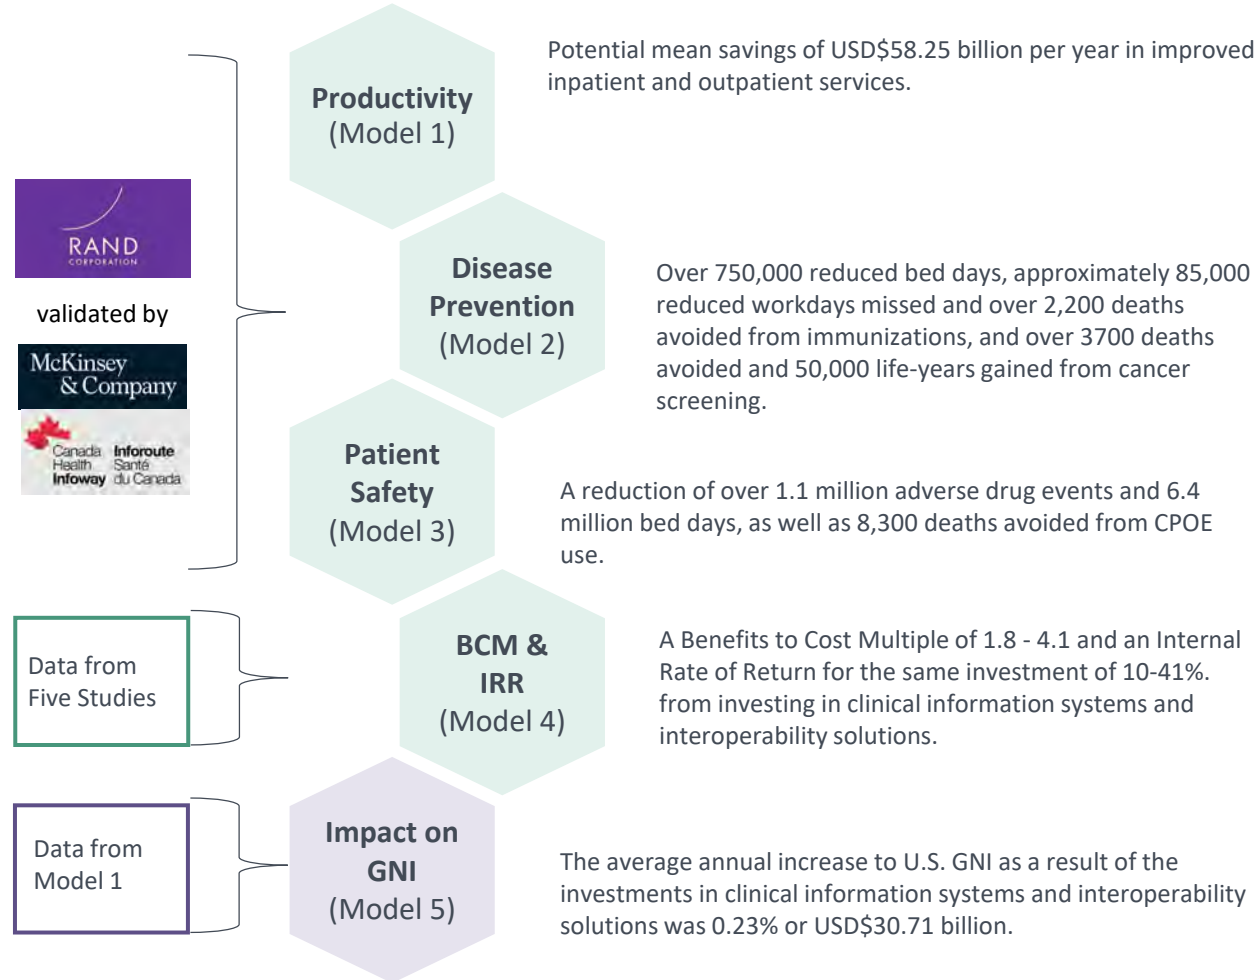 Productivity
(Model 1)
Potential mean savings of USD$58.25 billion per year in improved
inpatient and outpatient services.
RAND
CORPORATION
validated by
McKinsey
& Company
Canada Inforoute
Health Santé
Infoway du Canada
Disease
Prevention
(Model 2)
Over 750,000 reduced bed days, approximately 85,000
reduced workdays missed and over 2,200 deaths
avoided from immunizations, and over 3700 deaths
avoided and 50,000 life-years gained from cancer
screening.
Patient
Safety
(Model 3)
A reduction of over 1.1 million adverse drug events and 6.4
million bed days, as well as 8,300 deaths avoided from CPOE
use.
Data from
Five Studies
BCM &
IRR
(Model 4)
A Benefits to Cost Multiple of 1.8 - 4.1 and an Internal
Rate of Return for the same investment of 10-41%.
from investing in clinical information systems and
interoperability solutions.
Data from
Model 1
Impact on
GNI
(Model 5)
The average annual increase to U.S. GNI as a result of the
investments in clinical information systems and interoperability
solutions was 0.23% or USD$30.71 billion.